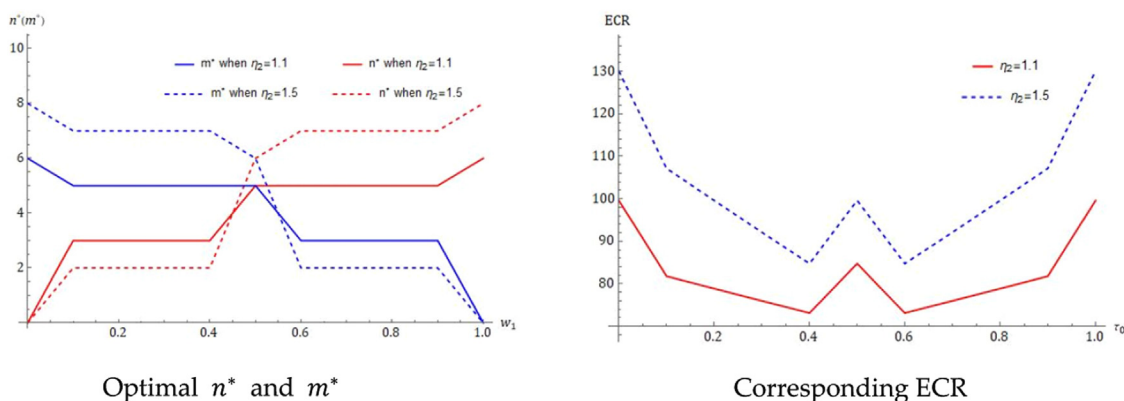 n*(m*)
10
8
6
4
2
0.2 0.4 0.6 0.8 1.0 w₁
m* when η₂=1.1 n* when η₂=1.1
m* when η₂=1.5 n* when η₂=1.5
Optimal n* and m*
ECR
130
120
110
100
90
80
0.2 0.4 0.6 0.8 1.0 τ₀
η₂=1.1
η₂=1.5
Corresponding ECR